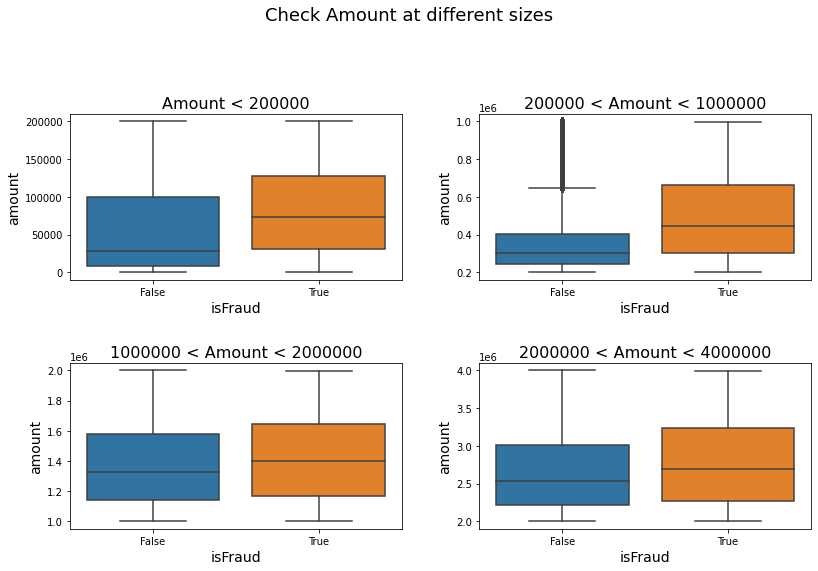 Check Amount at different sizes
Amount < 200000
200000
150000
100000
50000
0
amount
False
True
isFraud
200000 < Amount < 1000000
1e6
1.0
0.8
0.6
0.4
0.2
amount
False
True
isFraud
1000000 < Amount < 2000000
1e6
2.0
1.8
1.6
1.4
1.2
1.0
amount
False
True
isFraud
2000000 < Amount < 4000000
1e6
4.0
3.5
3.0
2.5
2.0
amount
False
True
isFraud